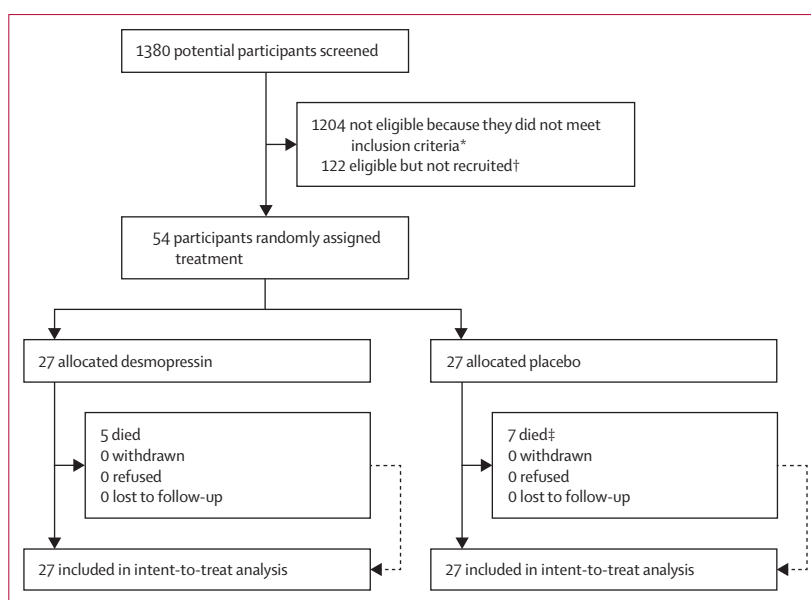 1380 potential participants screened
1204 not eligible because they did not meet
inclusion criteria*
122 eligible but not recruited†
54 participants randomly assigned
treatment
27 allocated desmopressin
27 allocated placebo
5 died
0 withdrawn
0 refused
0 lost to follow-up
7 died‡
0 withdrawn
0 refused
0 lost to follow-up
27 included in intent-to-treat analysis
27 included in intent-to-treat analysis